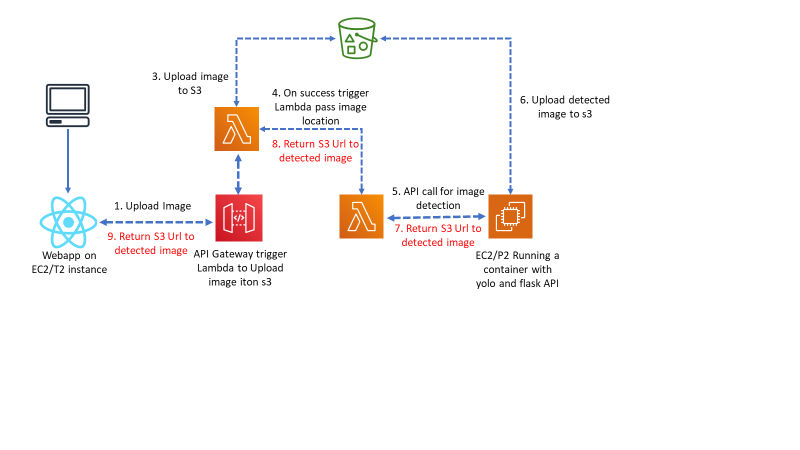 3. Upload image
to S3
4. On success trigger
Lambda pass image
location
8. Return S3 Url to
detected image
6. Upload detected
image to s3
1. Upload Image
9. Return S3 Url to
detected image
5. API call for image
detection
7. Return S3 Url to
detected image
Webapp on
EC2/T2 instance
API Gateway trigger
Lambda to Upload
image iton s3
EC2/P2 Running a
container with
yolo and flask API